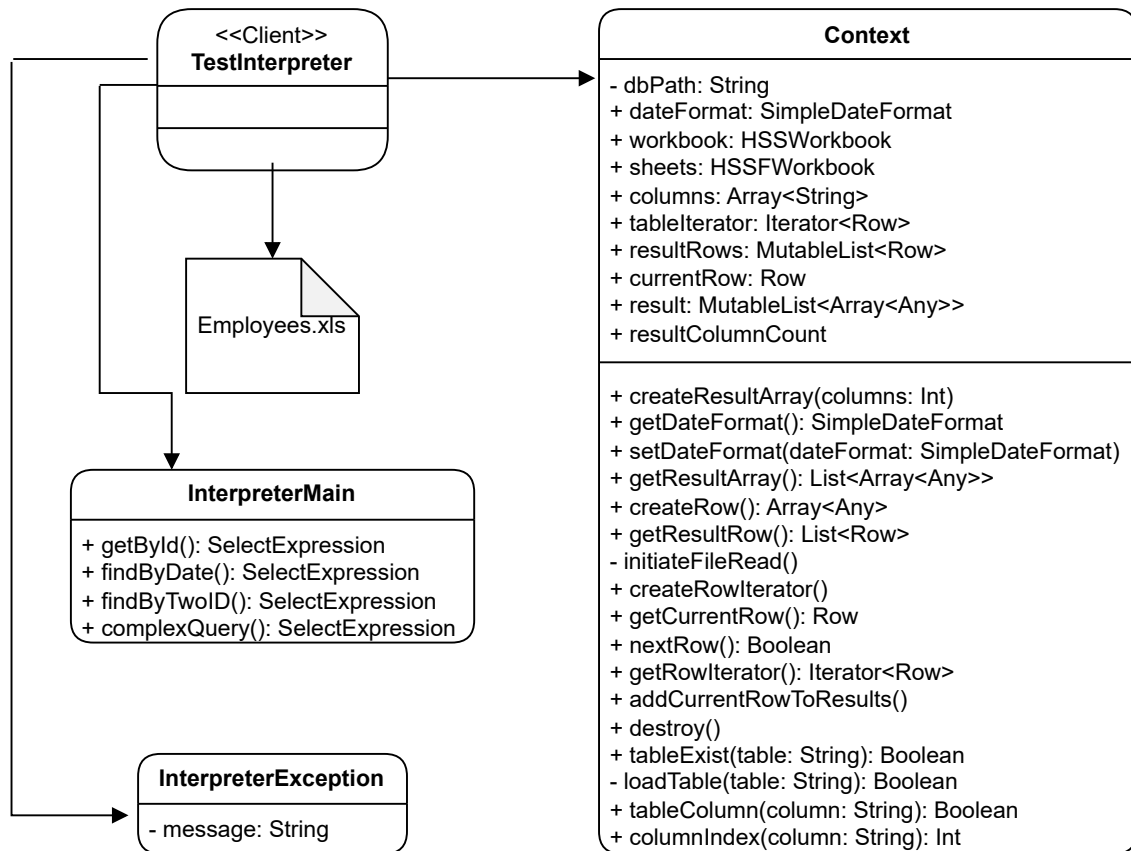 <<Client>>
TestInterpreter
Employees.xls
InterpreterMain
+ getById(): SelectExpression
+ findByDate(): SelectExpression
+ findByTwoID(): SelectExpression
+ complexQuery(): SelectExpression
InterpreterException
- message: String
Context
- dbPath: String
+ dateFormat: SimpleDateFormat
+ workbook: HSSWorkbook
+ sheets: HSSFWorkbook
+ columns: Array<String>
+ tableIterator: Iterator<Row>
+ resultRows: MutableList<Row>
+ currentRow: Row
+ result: MutableList<Array<Any>>
+ resultColumnCount
+ createResultArray(columns: Int)
+ getDateFormat(): SimpleDateFormat
+ setDateFormat(dateFormat: SimpleDateFormat)
+ getResultArray(): List<Array<Any>>
+ createRow(): Array<Any>
+ getResultRow(): List<Row>
- initiateFileRead()
+ createRowIterator()
+ getCurrentRow(): Row
+ nextRow(): Boolean
+ getRowIterator(): Iterator<Row>
+ addCurrentRowToResults()
+ destroy()
+ tableExist(table: String): Boolean
- loadTable(table: String): Boolean
+ tableColumn(column: String): Boolean
+ columnIndex(column: String): Int